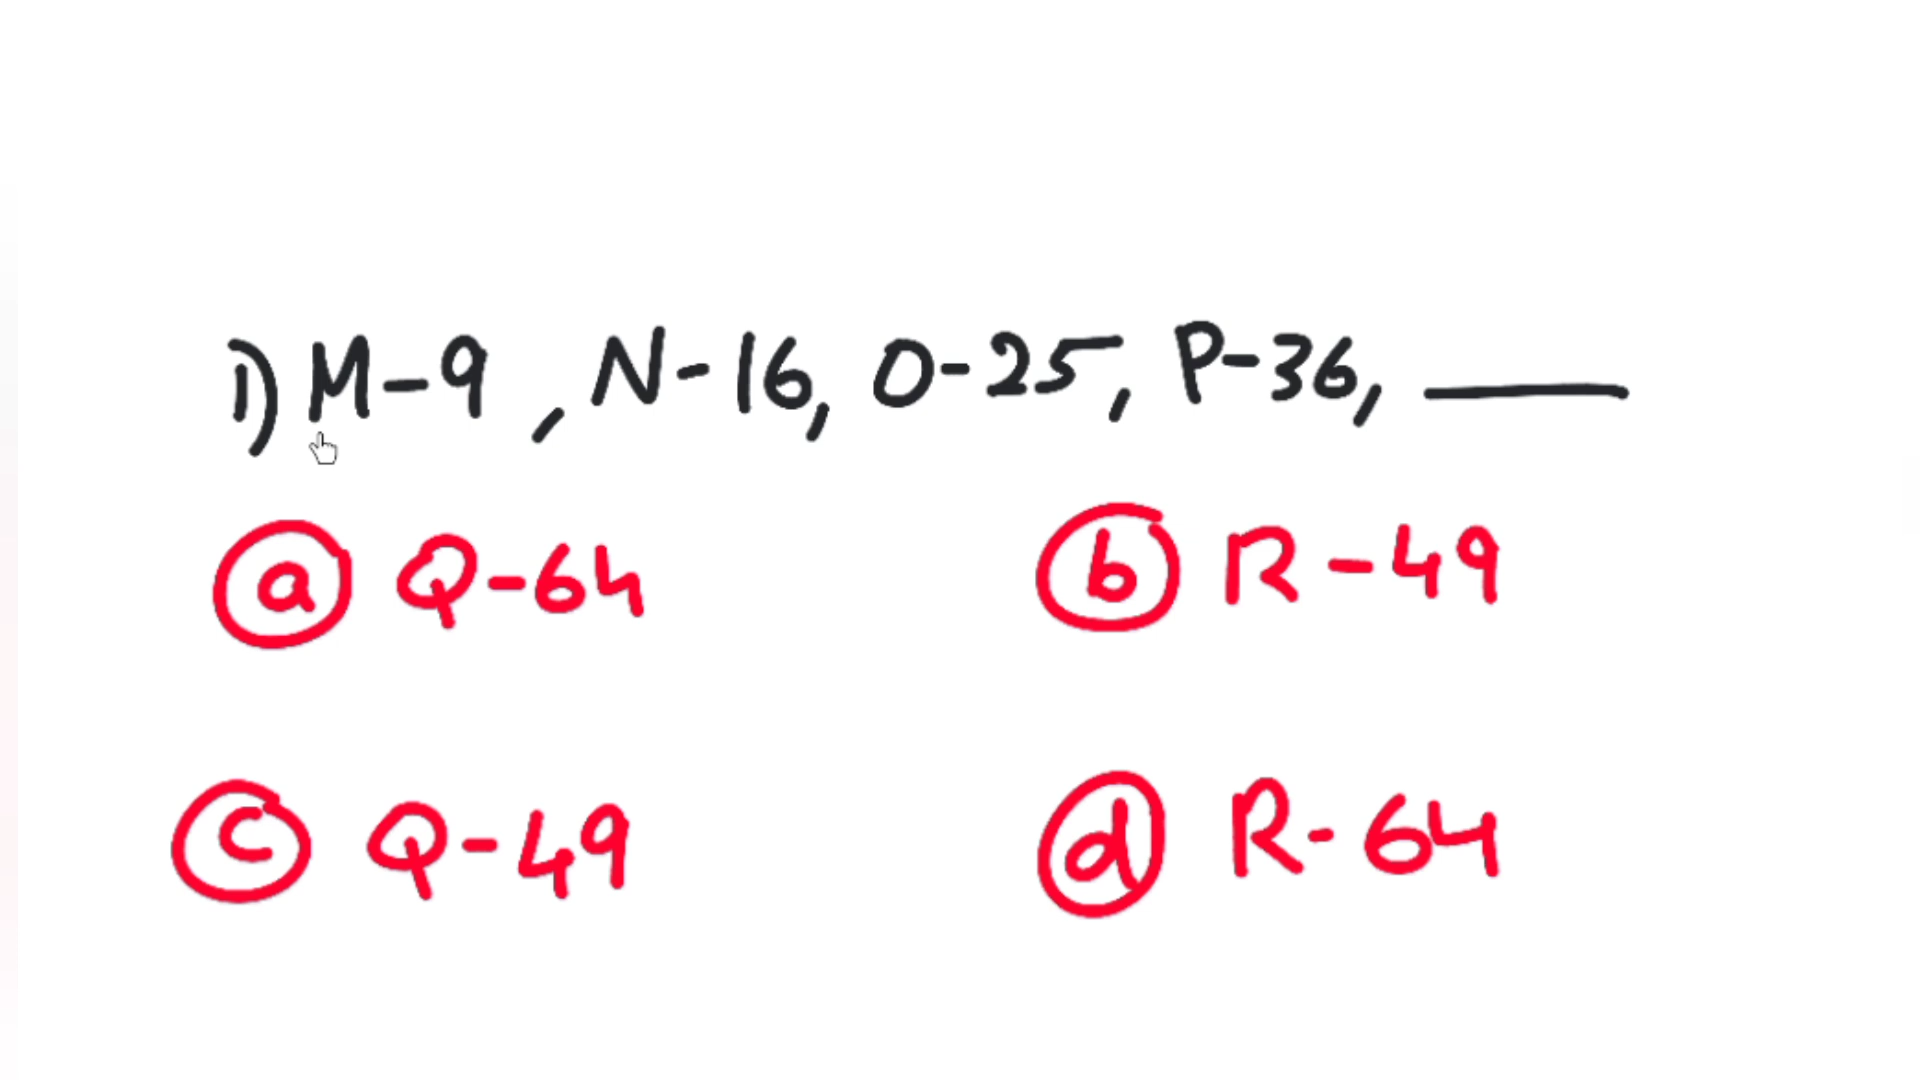 1) M-9, N-16, O-25, P-36, ____
a Q-64 b R-49
c Q-49 d R-64